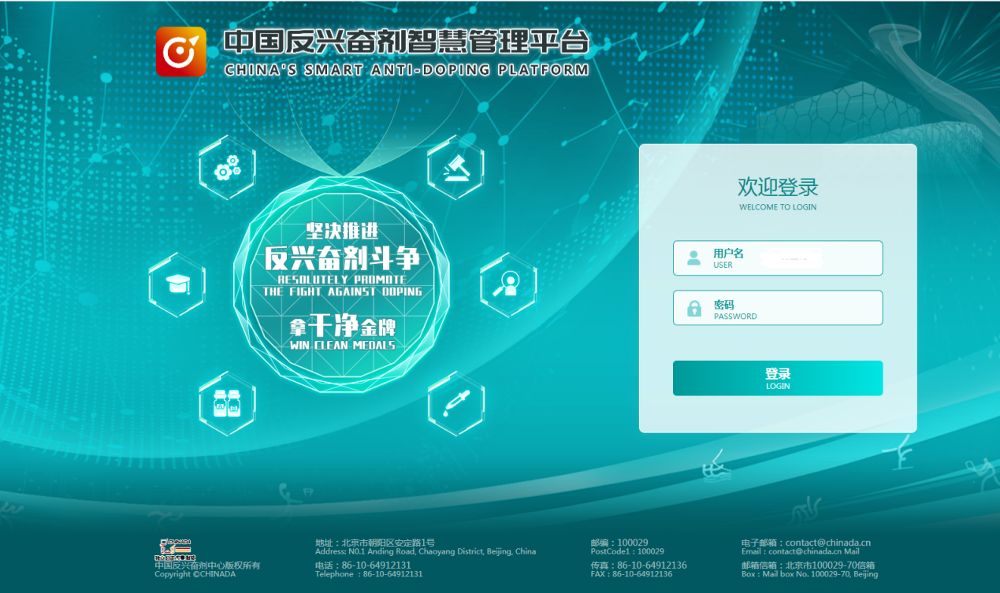 中国反兴奋剂智慧管理平台
CHINA'S SMART ANTI-DOPING PLATFORM
坚决推进
反兴奋剂斗争
RESOLUTELY PROMOTE
THE FIGHT AGAINST DOPING
拿干净金牌
WIN CLEAN MEDALS
A B
欢迎登录
WELCOME TO LOGIN
用户名
USER
密码
PASSWORD
登录
LOGIN
CHINADA
中国反兴奋剂中心版权所有
Copyright ©CHINADA
地址：北京市朝阳区安定路1号
Address: N0.1 Anding Road, Chaoyang District, Beijing, China
电话：86-10-64912131
Telephone ：86-10-64912131
邮编：100029
PostCode1：100029
传真：86-10-64912136
FAX：86-10-64912136
电子邮箱：contact@chinada.cn
Email：contact@chinada.cn Mail
邮箱信箱：北京市100029-70信箱
Box：Mail box No. 100029-70, Beijing